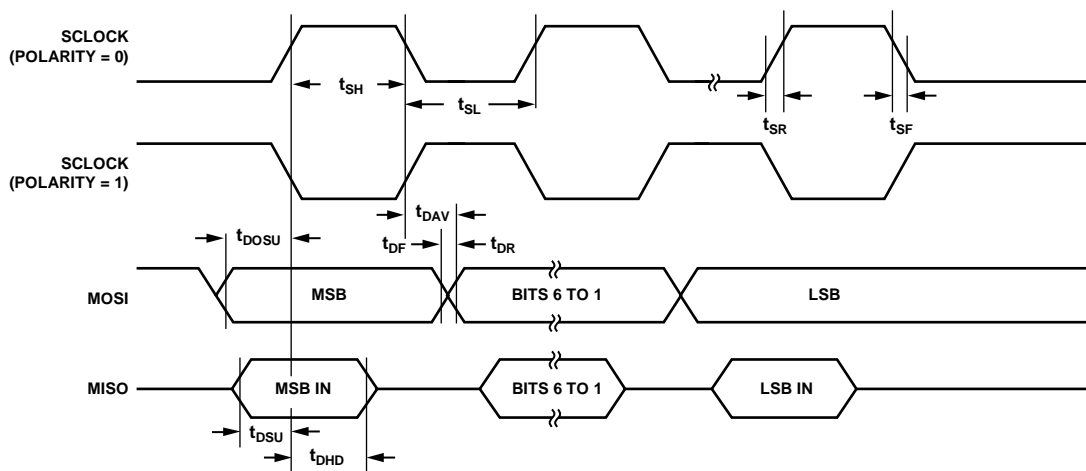 SCLOCK
(POLARITY = 0)
tSH
tSL
tSR
tSF
SCLOCK
(POLARITY = 1)
tDAV
tDOSU
tDF
tDR
MOSI
MSB
BITS 6 TO 1
LSB
MISO
MSB IN
BITS 6 TO 1
LSB IN
tDSU
tDHD